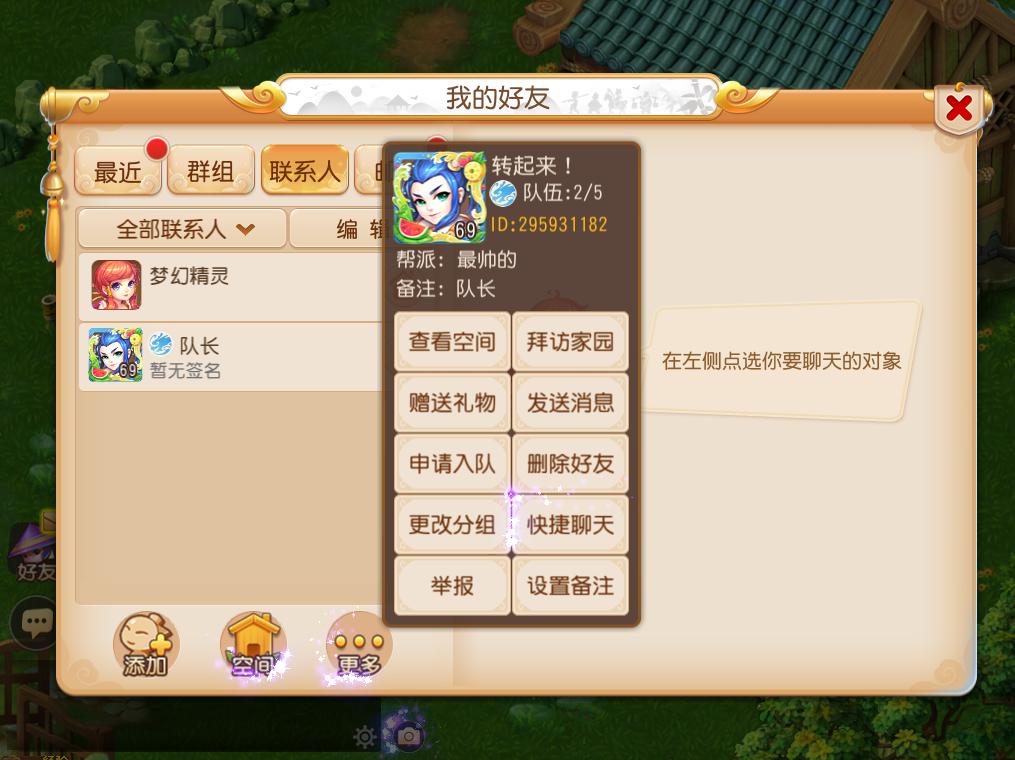 我的好友
最近
群组
联系人
全部联系人
编 辑
梦幻精灵
69
队长
暂无签名
转起来！
队伍:2/5
ID:295931182
69
帮派：最帅的
备注：队长
查看空间
拜访家园
赠送礼物
发送消息
申请入队
删除好友
更改分组
快捷聊天
举报
设置备注
在左侧点选你要聊天的对象
好友
添加
空间
更多